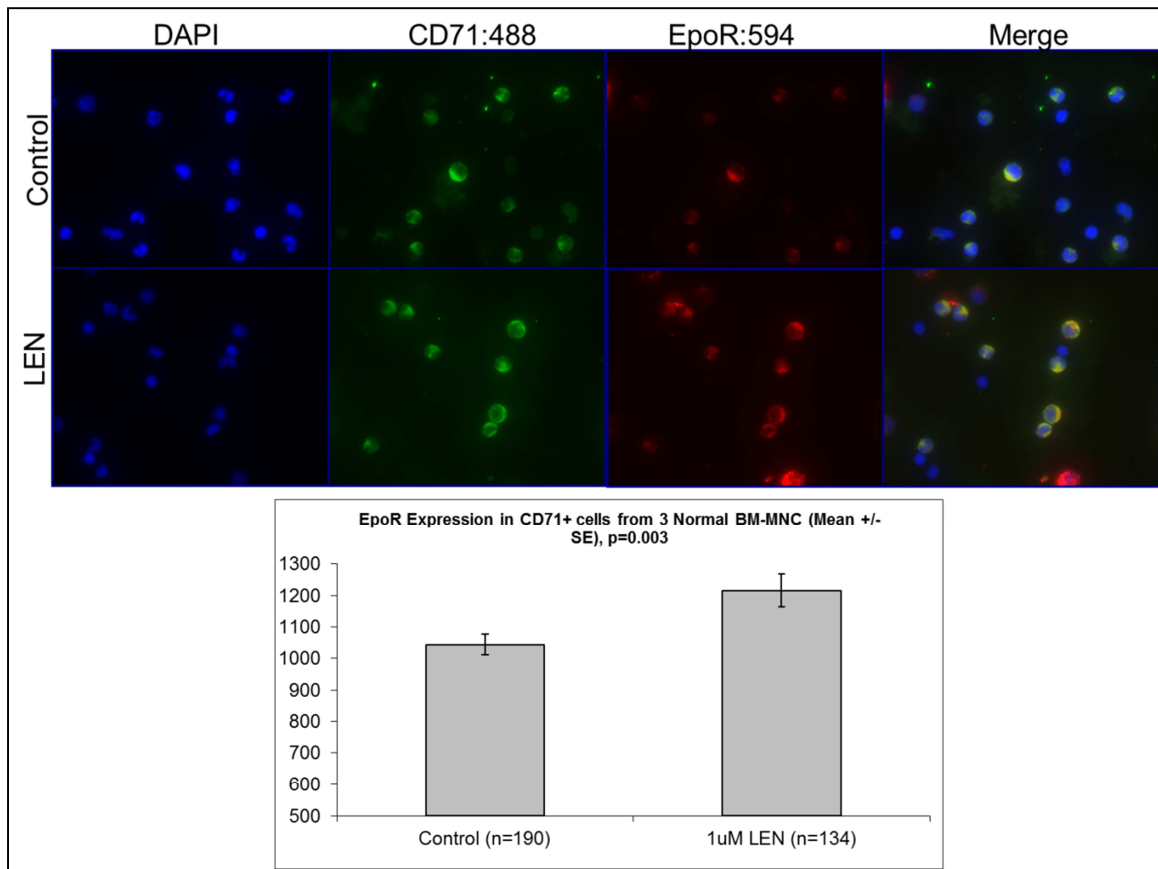 DAPI CD71:488 EpoR:594 Merge
Control
LEN
EpoR Expression in CD71+ cells from 3 Normal BM-MNC (Mean +/-
SE), p=0.003
1300
1200
1100
1000
900
800
700
600
500
Control (n=190) 1uM LEN (n=134)